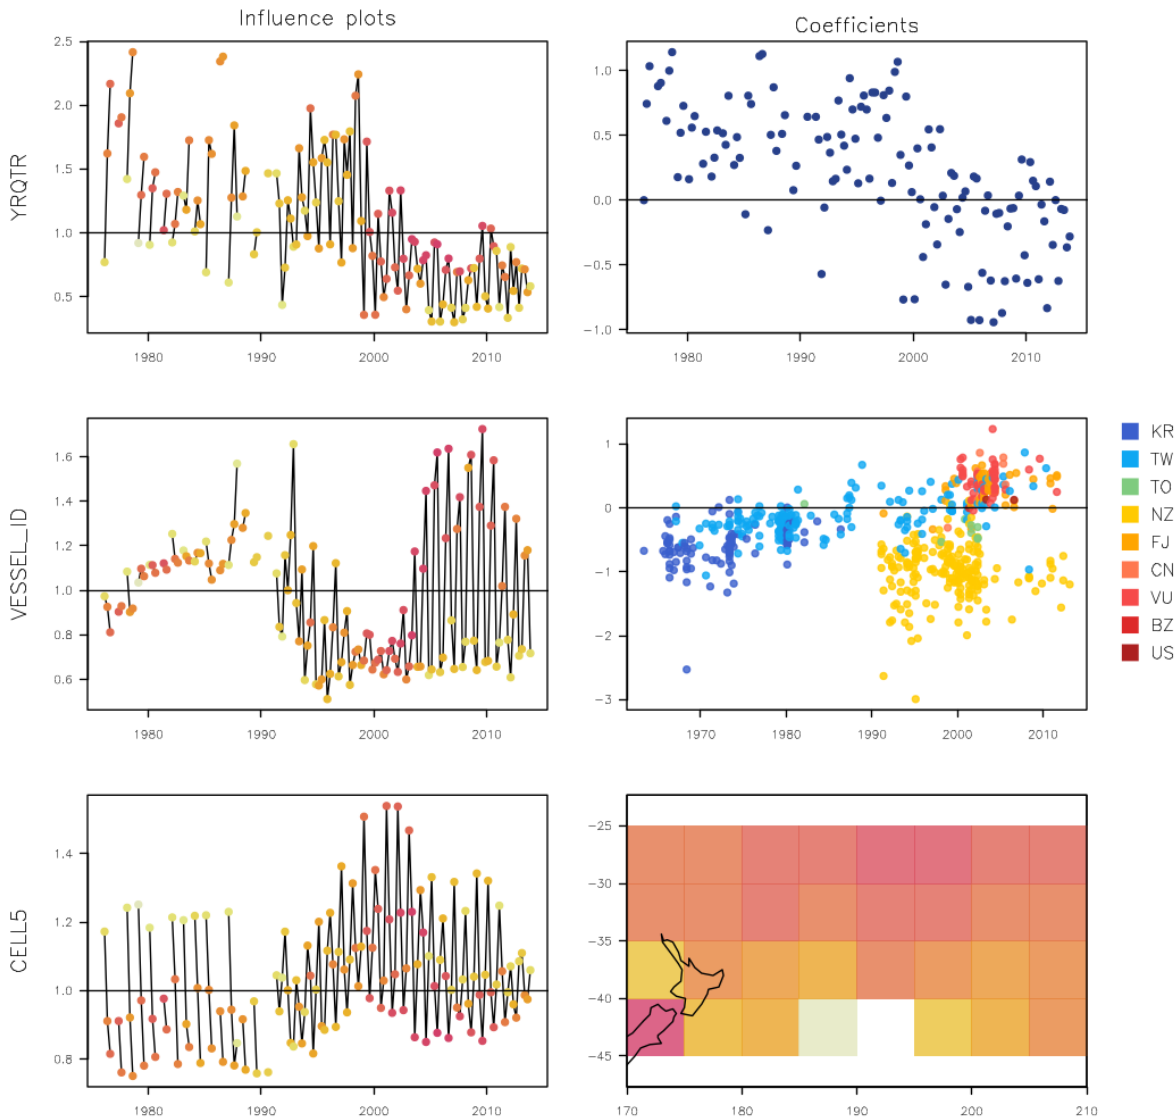 Influence plots
Coefficients
YRQTR
2.5
2.0
1.5
1.0
0.5
1980 1990 2000 2010
1.0
0.5
0.0
−0.5
−1.0
1980 1990 2000 2010
VESSEL_ID
1.6
1.4
1.2
1.0
0.8
0.6
1980 1990 2000 2010
1
0
−1
−2
−3
1970 1980 1990 2000 2010
KR
TW
TO
NZ
FJ
CN
VU
BZ
US
CELL5
1.4
1.2
1.0
0.8
1980 1990 2000 2010
−25
−30
−35
−40
−45
170 180 190 200 210